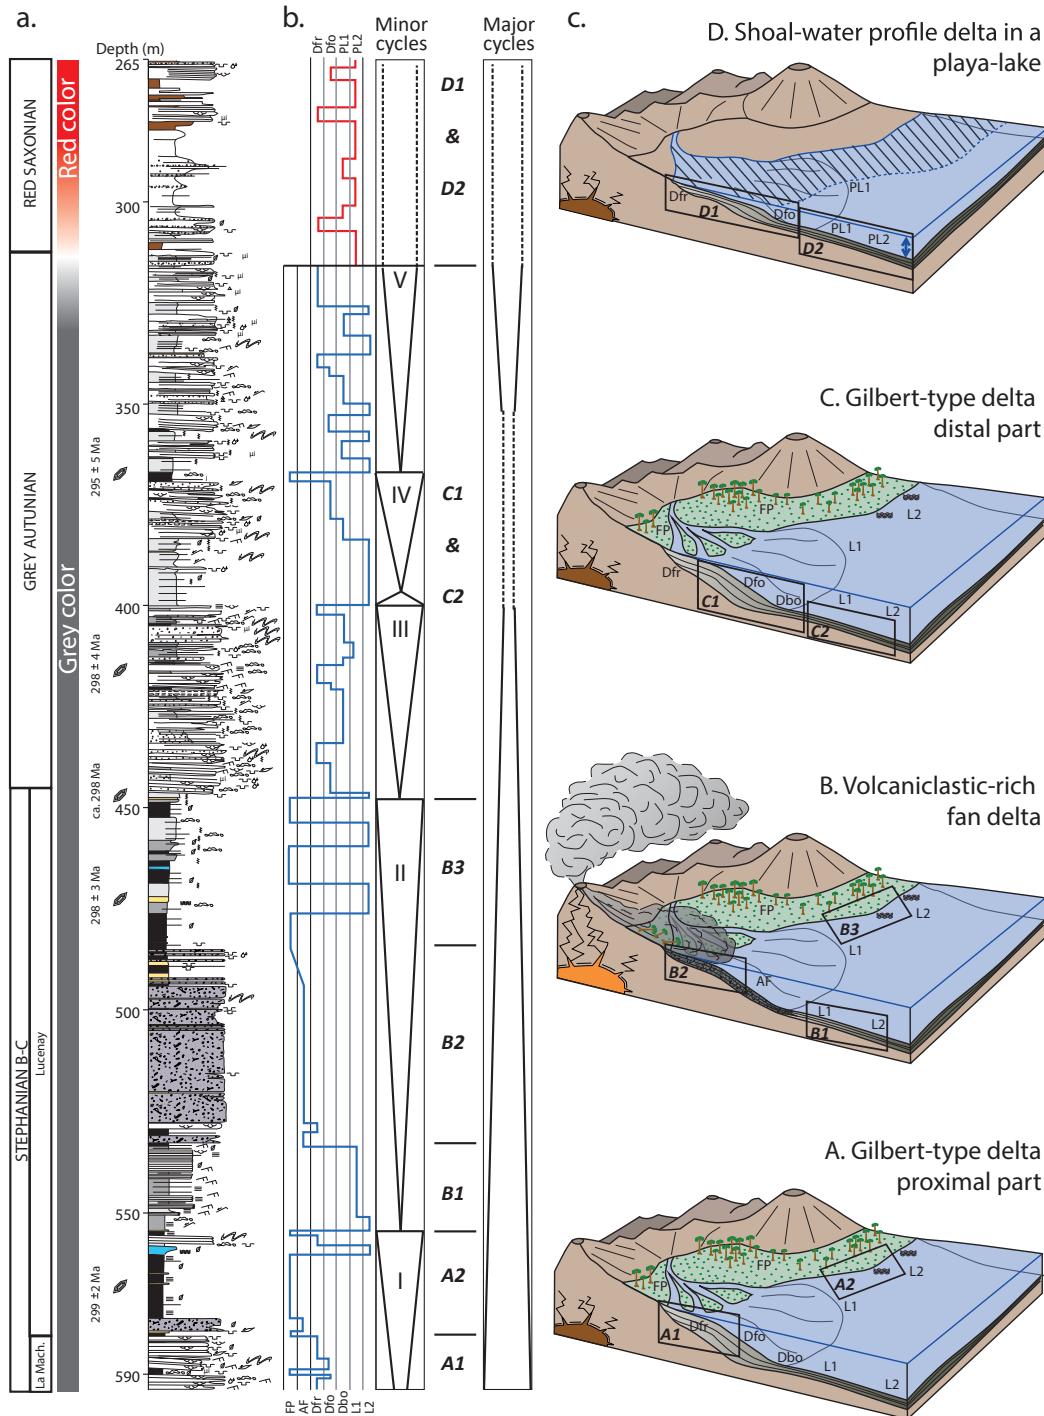 a.
Depth (m)
265
300
350
400
450
500
550
590
RED SAXONIAN
GREY AUTUNIAN
STEPHANIAN B-C
Lucenay
La Mach.
Red color
Grey color
295 ± 5 Ma
298 ± 4 Ma
ca. 298 Ma
298 ± 3 Ma
299 ±2 Ma
b.
Dfr
Dfo
PL1
PL2
Minor cycles
Major cycles
V
IV
III
II
I
D1
&
D2
C1
&
C2
B3
B2
B1
A2
A1
FP
AF
Dfr
Dfo
Dbo
L1
L2
c.
D. Shoal-water profile delta in a
playa-lake
PL1
Dfr
D1
Dfo
PL1
PL2
D2
C. Gilbert-type delta
distal part
FP
FP
L2
L1
Dfr
Dfo
Dbo
L1
L2
C1
C2
B. Volcaniclastic-rich
fan delta
FP
L2
B3
L1
B2
AF
L1
L2
B1
A. Gilbert-type delta
proximal part
FP
FP
L2
A2
L1
A1
Dfr
Dfo
Dbo
L1
L2